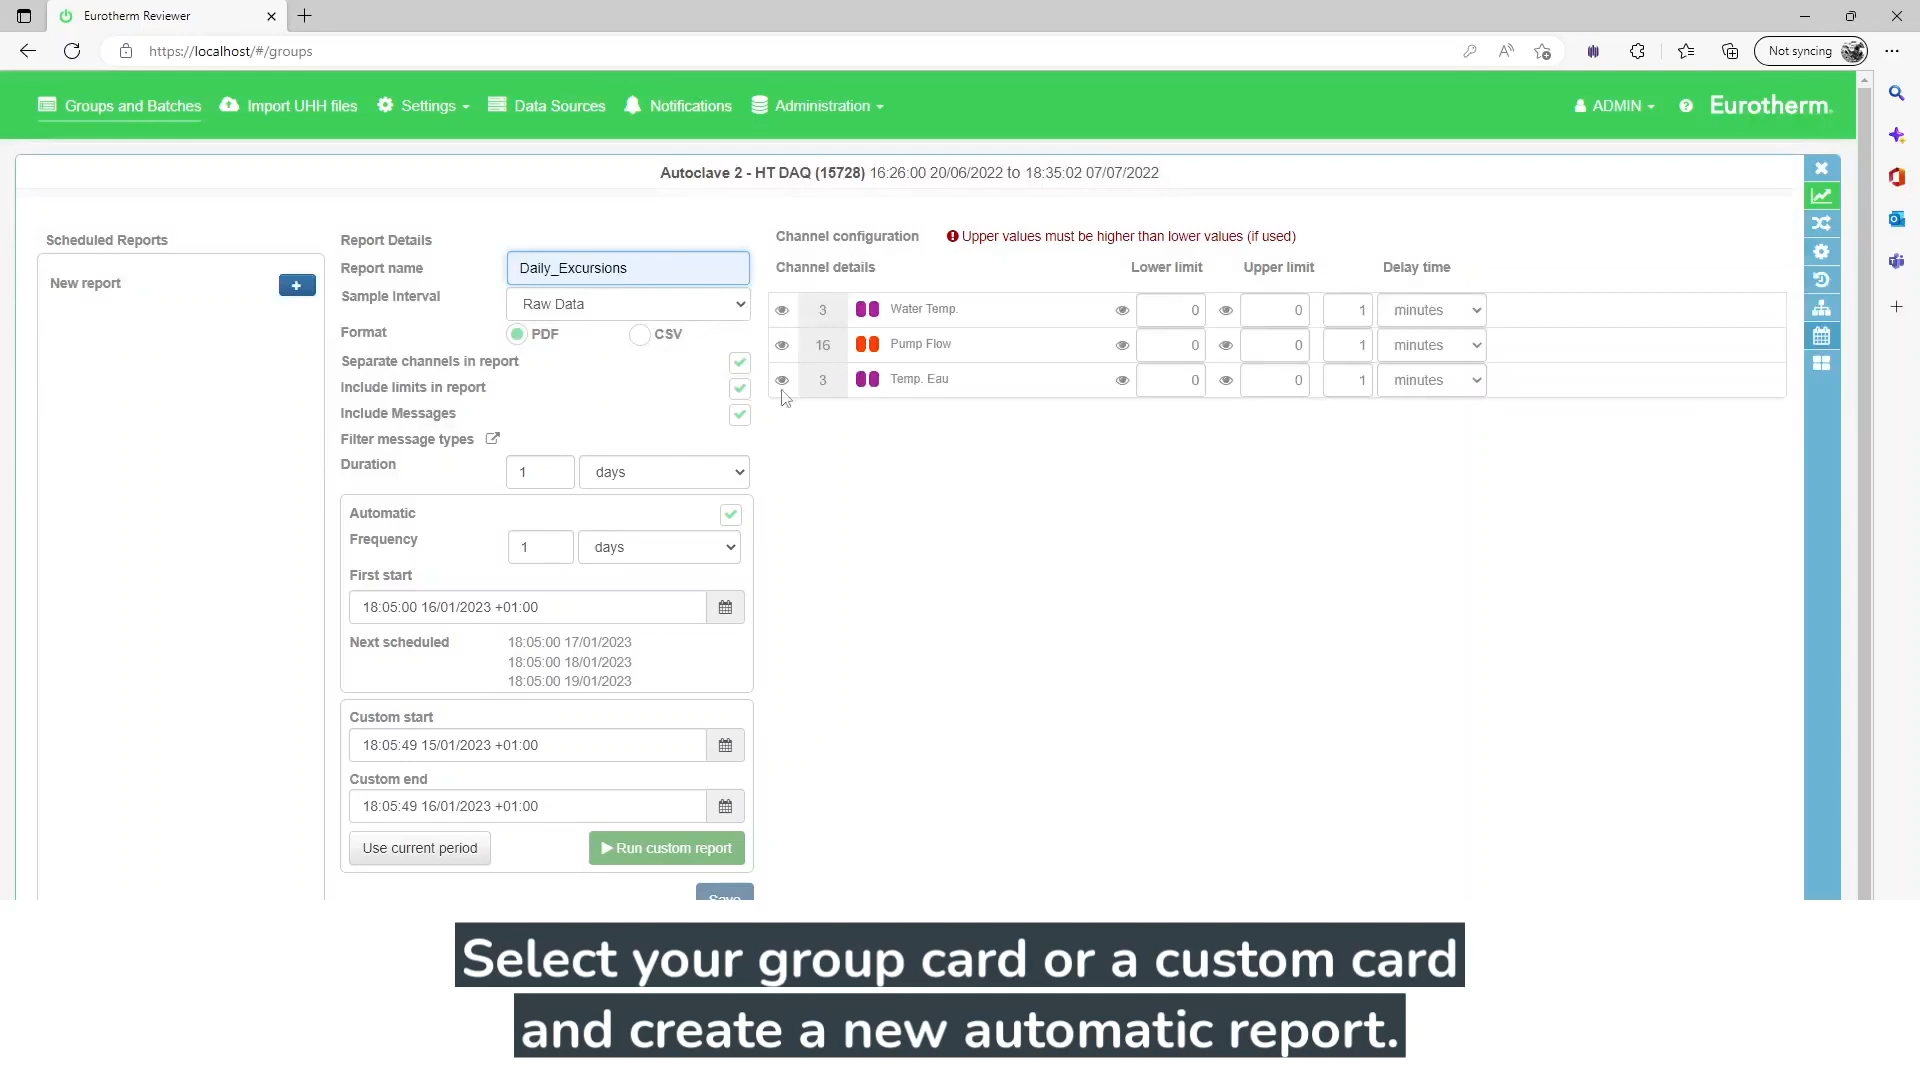 Eurotherm Reviewer
https://localhost/#/groups
Not syncing
Groups and Batches
Import UHH files
Settings
Data Sources
Notifications
Administration
ADMIN
Eurotherm.
Autoclave 2 - HT DAQ (15728) 16:26:00 20/06/2022 to 18:35:02 07/07/2022
Scheduled Reports
New report
+
Report Details
Report name
Daily_Excursions
Sample Interval
Raw Data
Format
PDF
CSV
Separate channels in report
Include limits in report
Include Messages
Filter message types
Duration
1
days
Automatic
Frequency
1
days
First start
18:05:00 16/01/2023 +01:00
Next scheduled
18:05:00 17/01/2023
18:05:00 18/01/2023
18:05:00 19/01/2023
Custom start
18:05:49 15/01/2023 +01:00
Custom end
18:05:49 16/01/2023 +01:00
Use current period
Run custom report
Save
Channel configuration
Upper values must be higher than lower values (if used)
Channel details
Lower limit
Upper limit
Delay time
3 Water Temp. 0 0 1 minutes
16 Pump Flow 0 0 1 minutes
3 Temp. Eau 0 0 1 minutes
Select your group card or a custom card
and create a new automatic report.